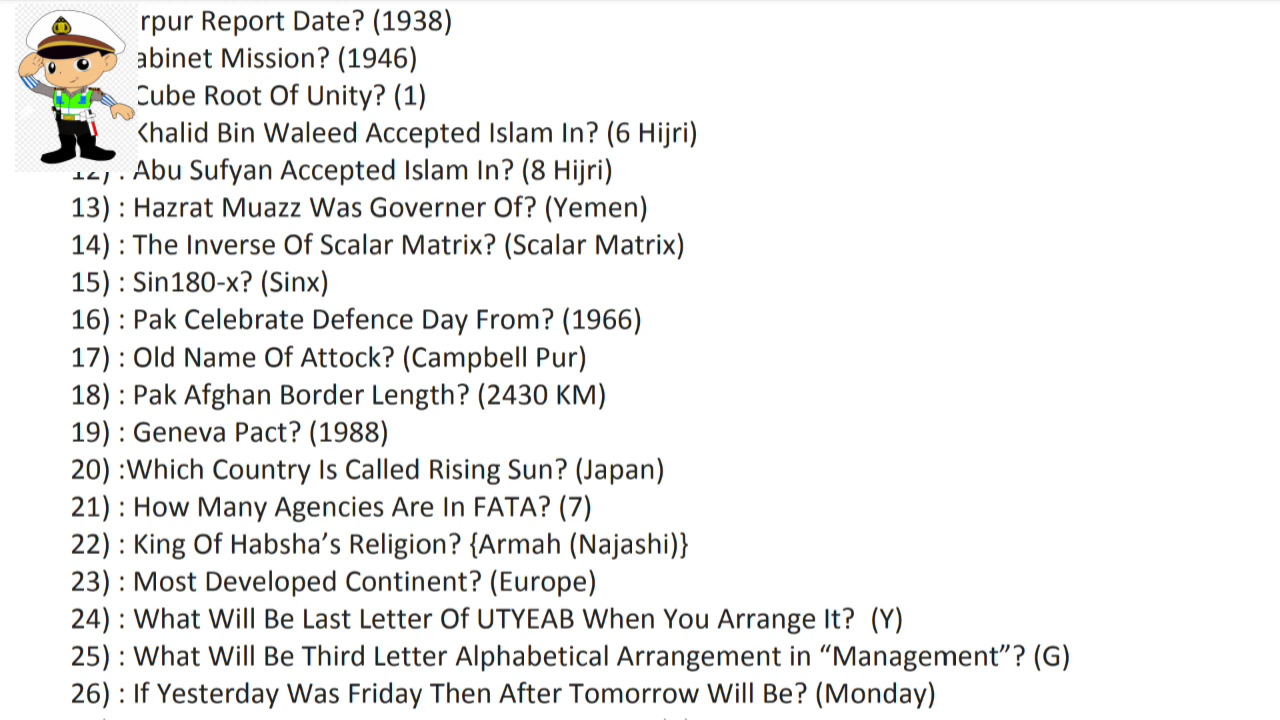 rpur Report Date? (1938)
abinet Mission? (1946)
Cube Root Of Unity? (1)
Khalid Bin Waleed Accepted Islam In? (6 Hijri)
12) : Abu Sufyan Accepted Islam In? (8 Hijri)
13) : Hazrat Muazz Was Governer Of? (Yemen)
14) : The Inverse Of Scalar Matrix? (Scalar Matrix)
15) : Sin180-x? (Sinx)
16) : Pak Celebrate Defence Day From? (1966)
17) : Old Name Of Attock? (Campbell Pur)
18) : Pak Afghan Border Length? (2430 KM)
19) : Geneva Pact? (1988)
20) :Which Country Is Called Rising Sun? (Japan)
21) : How Many Agencies Are In FATA? (7)
22) : King Of Habsha’s Religion? {Armah (Najashi)}
23) : Most Developed Continent? (Europe)
24) : What Will Be Last Letter Of UTYEAB When You Arrange It?  (Y)
25) : What Will Be Third Letter Alphabetical Arrangement in “Management”? (G)
26) : If Yesterday Was Friday Then After Tomorrow Will Be? (Monday)